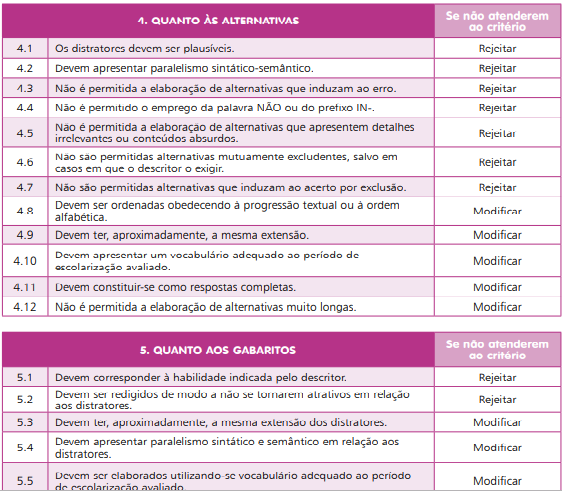 4. QUANTO ÀS ALTERNATIVAS
Se não atenderem
ao critério
4.1 Os distratores devem ser plausíveis. Rejeitar
4.2 Devem apresentar paralelismo sintático-semântico. Rejeitar
4.3 Não é permitida a elaboração de alternativas que induzam ao erro. Rejeitar
4.4 Não é permitido o emprego da palavra NÃO ou do prefixo IN-. Rejeitar
4.5 Não é permitida a elaboração de alternativas que apresentem detalhes
irrelevantes ou conteúdos absurdos. Rejeitar
4.6 Não são permitidas alternativas mutuamente excludentes, salvo em
casos em que o descritor o exigir. Rejeitar
4.7 Não são permitidas alternativas que induzam ao acerto por exclusão. Rejeitar
4.8 Devem ser ordenadas obedecendo à progressão textual ou à ordem
alfabética. Modificar
4.9 Devem ter, aproximadamente, a mesma extensão. Modificar
4.10 Devem apresentar um vocabulário adequado ao período de
escolarização avaliado. Modificar
4.11 Devem constituir-se como respostas completas. Modificar
4.12 Não é permitida a elaboração de alternativas muito longas. Modificar
5. QUANTO AOS GABARITOS
Se não atenderem
ao critério
5.1 Devem corresponder à habilidade indicada pelo descritor. Rejeitar
5.2 Devem ser redigidos de modo a não se tornarem atrativos em relação
aos distratores. Rejeitar
5.3 Devem ter, aproximadamente, a mesma extensão dos distratores. Modificar
5.4 Devem apresentar paralelismo sintático e semântico em relação aos
distratores. Modificar
5.5 Devem ser elaborados utilizando-se vocabulário adequado ao período
de escolarização avaliado. Modificar